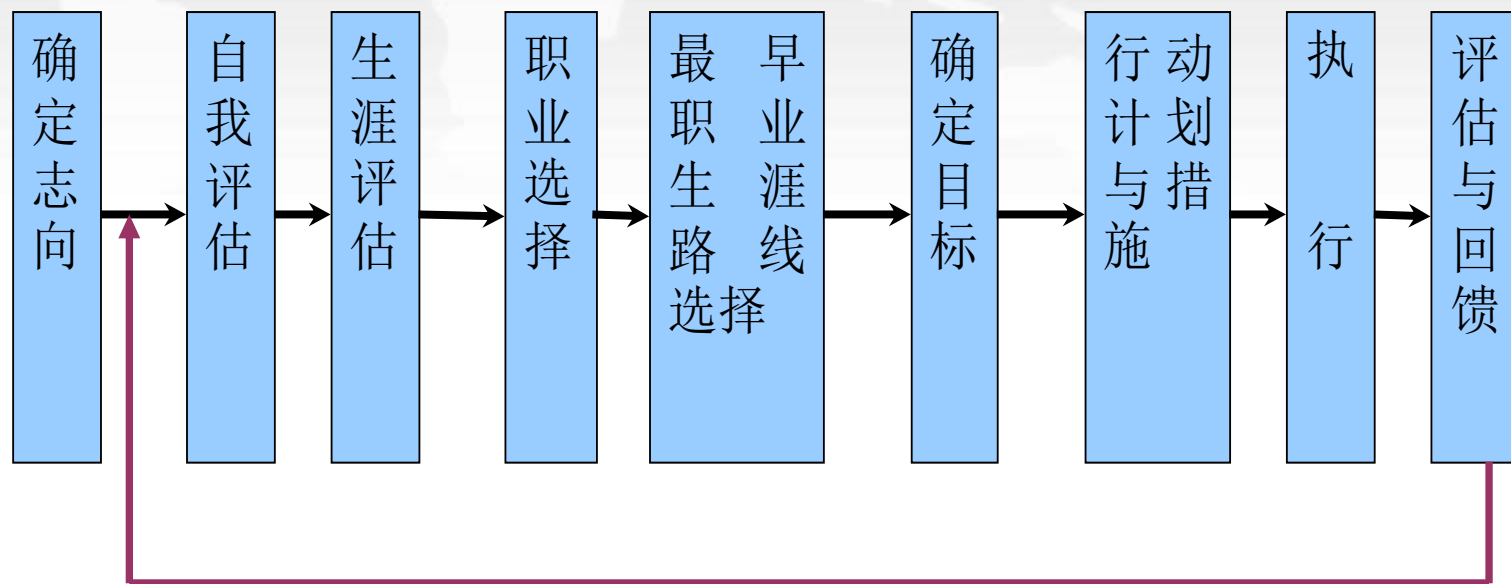 确定志向
自我评估
生涯评估
职业选择
最早
职业
生涯
路线
选择
确定目标
行动
计划
与措
施
执行
评估与回馈